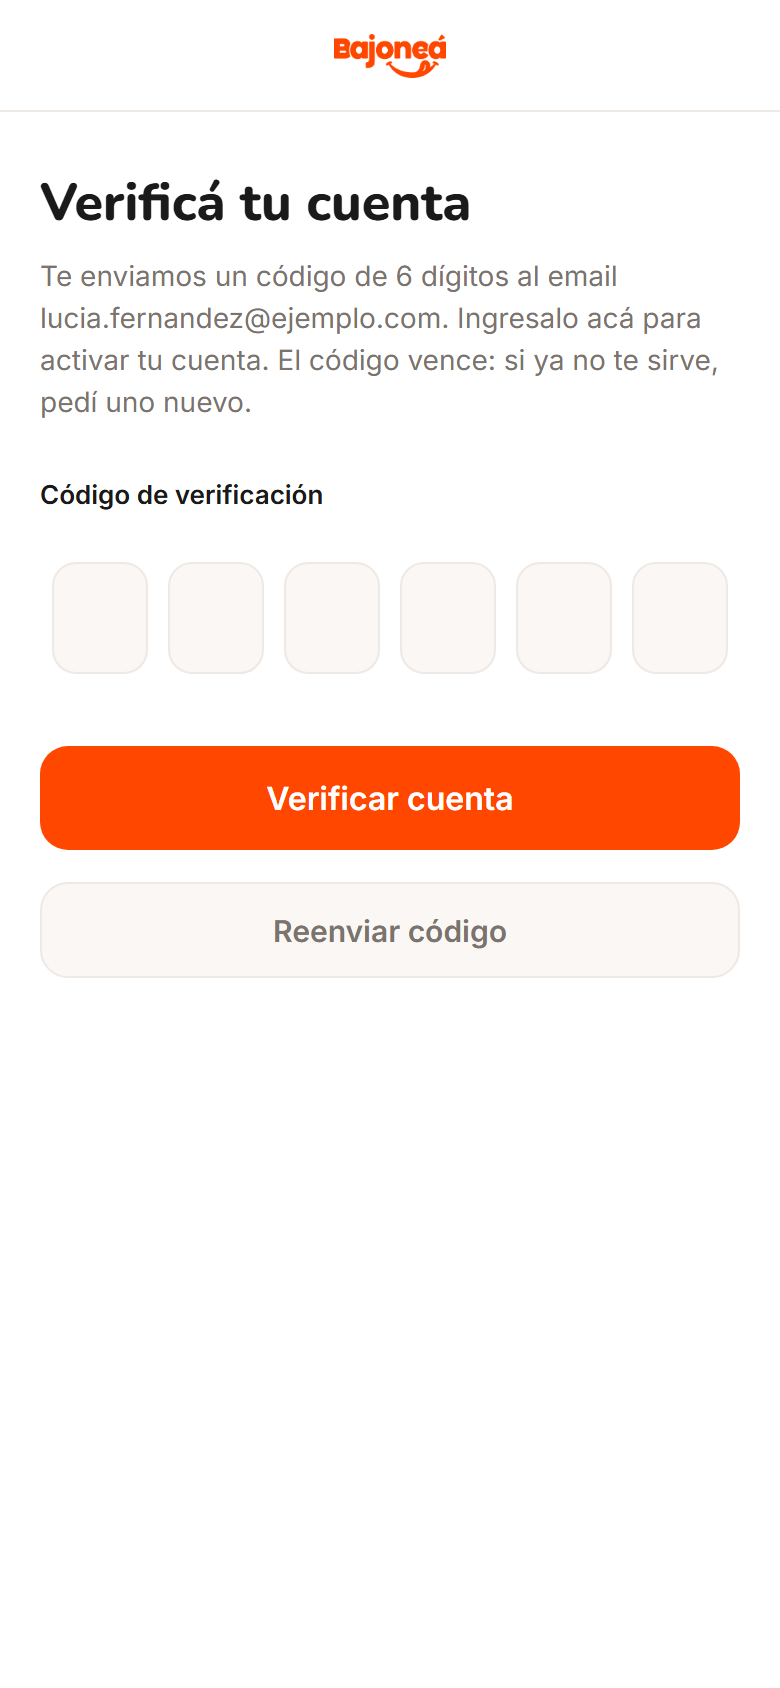 Bajoneá
Verificá tu cuenta
Te enviamos un código de 6 dígitos al email
lucia.fernandez@ejemplo.com. Ingresalo acá para
activar tu cuenta. El código vence: si ya no te sirve,
pedí uno nuevo.
Código de verificación
Verificar cuenta
Reenviar código